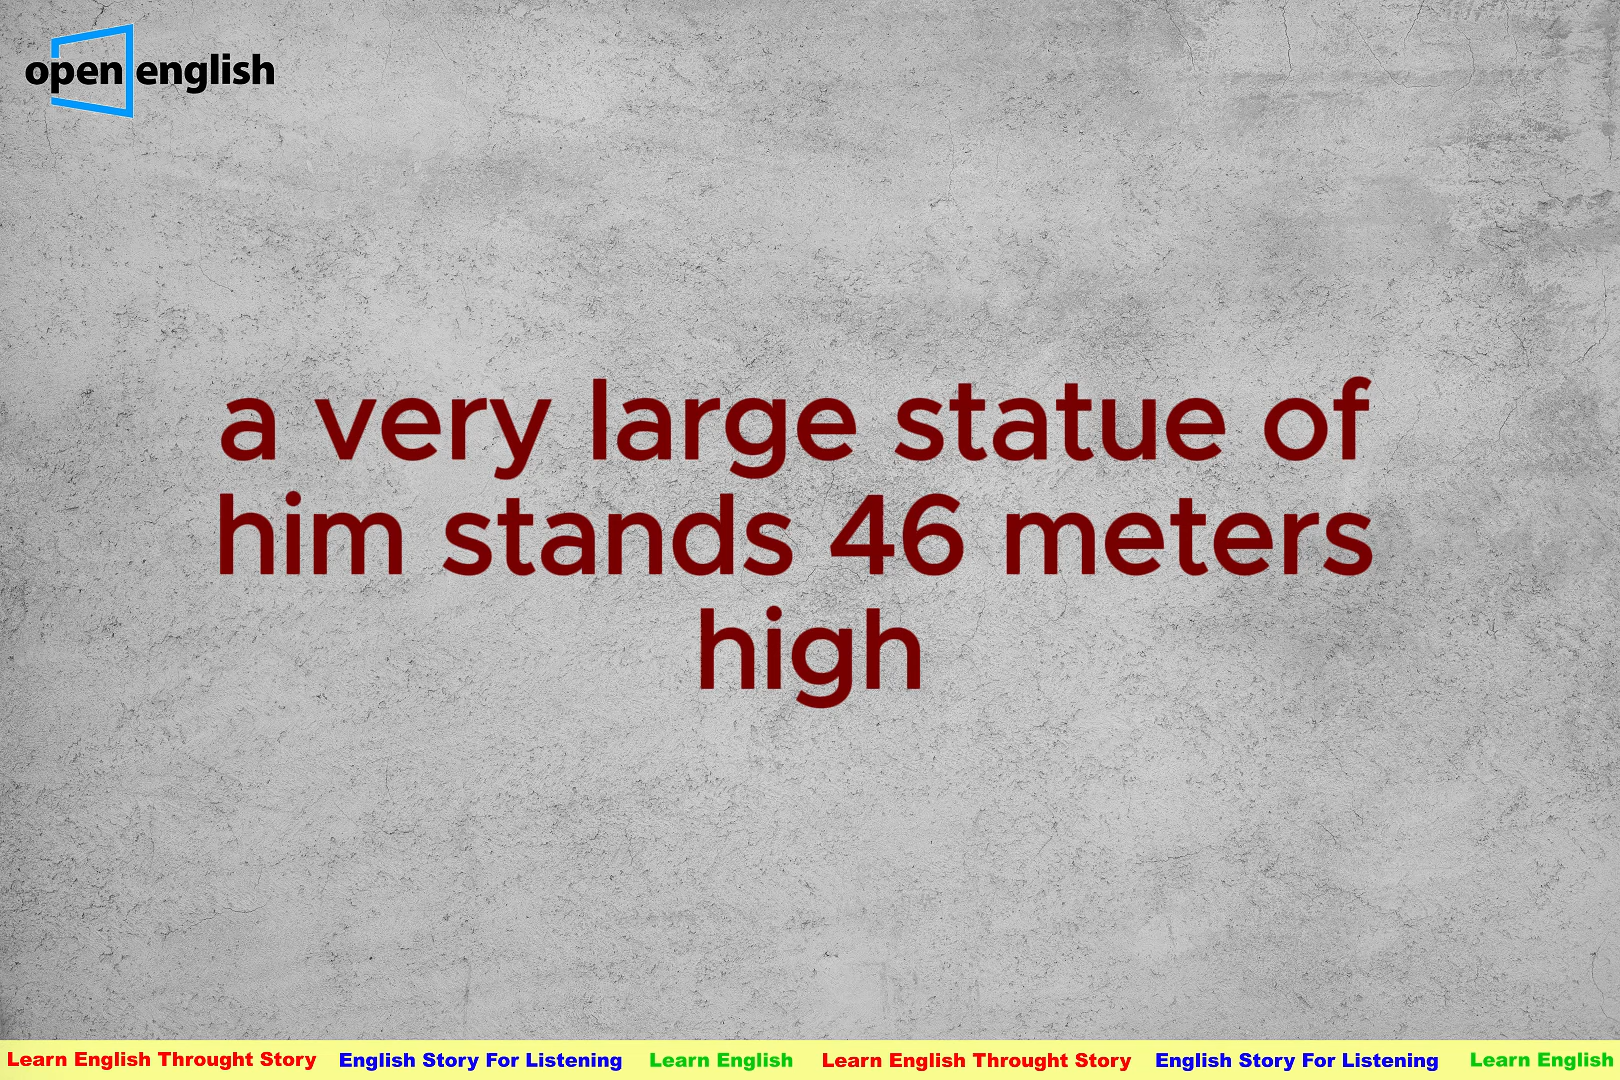 open english
a very large statue of
him stands 46 meters
high
Learn English Throught Story English Story For Listening Learn English Learn English Throught Story English Story For Listening Learn English